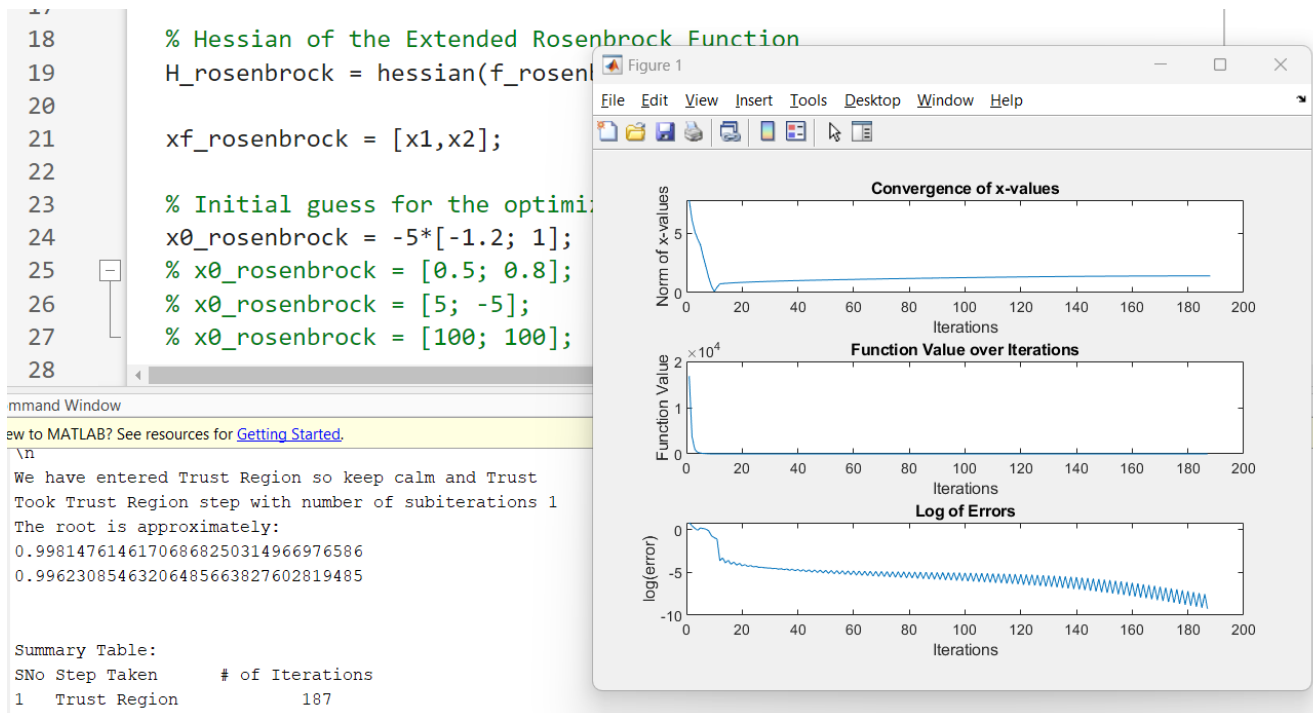 18 % Hessian of the Extended Rosenbrock Function
19 H_rosenbrock = hessian(f_rosen
20
21 xf_rosenbrock = [x1,x2];
22
23 % Initial guess for the optimi
24 x0_rosenbrock = -5*[-1.2; 1];
25 % x0_rosenbrock = [0.5; 0.8];
26 % x0_rosenbrock = [5; -5];
27 % x0_rosenbrock = [100; 100];
28
mmand Window
ew to MATLAB? See resources for Getting Started.
\n
We have entered Trust Region so keep calm and Trust
Took Trust Region step with number of subiterations 1
The root is approximately:
0.99814761461706868250314966976586
0.99623085463206485663827602819485
Summary Table:
SNo Step Taken # of Iterations
1 Trust Region 187
Figure 1
File Edit View Insert Tools Desktop Window Help
Convergence of x-values
Norm of x-values
5
0
0 20 40 60 80 100 120 140 160 180 200
Iterations
×10⁴
Function Value over Iterations
Function Value
2
1
0
0 20 40 60 80 100 120 140 160 180 200
Iterations
Log of Errors
log(error)
0
-5
-10
0 20 40 60 80 100 120 140 160 180 200
Iterations